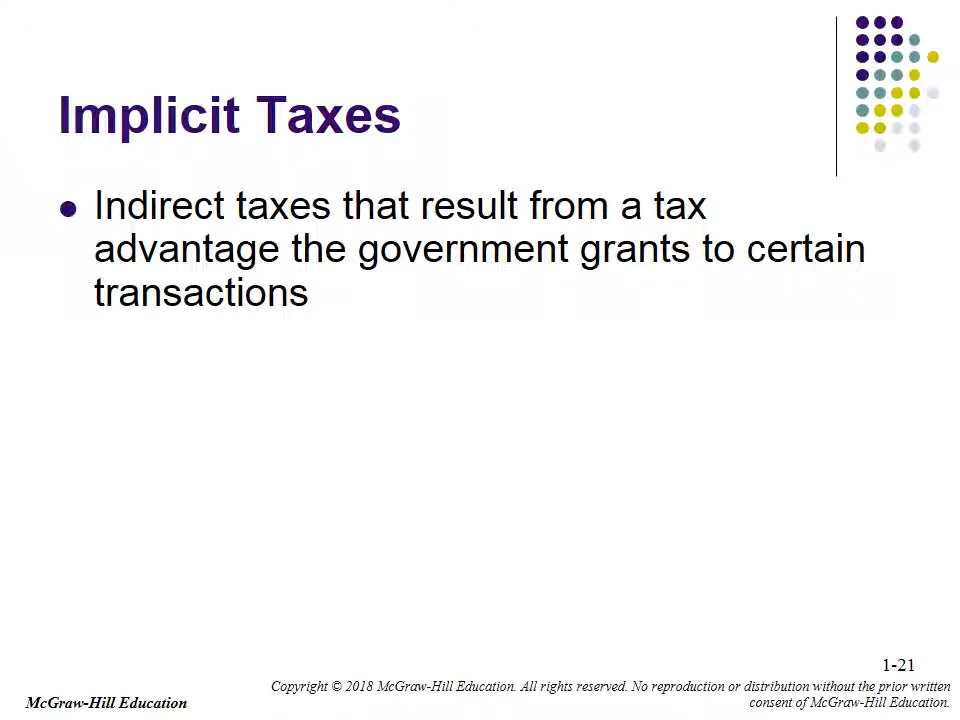 Implicit Taxes
Indirect taxes that result from a tax
advantage the government grants to certain
transactions
1-21
Copyright © 2018 McGraw-Hill Education. All rights reserved. No reproduction or distribution without the prior written
consent of McGraw-Hill Education.
McGraw-Hill Education